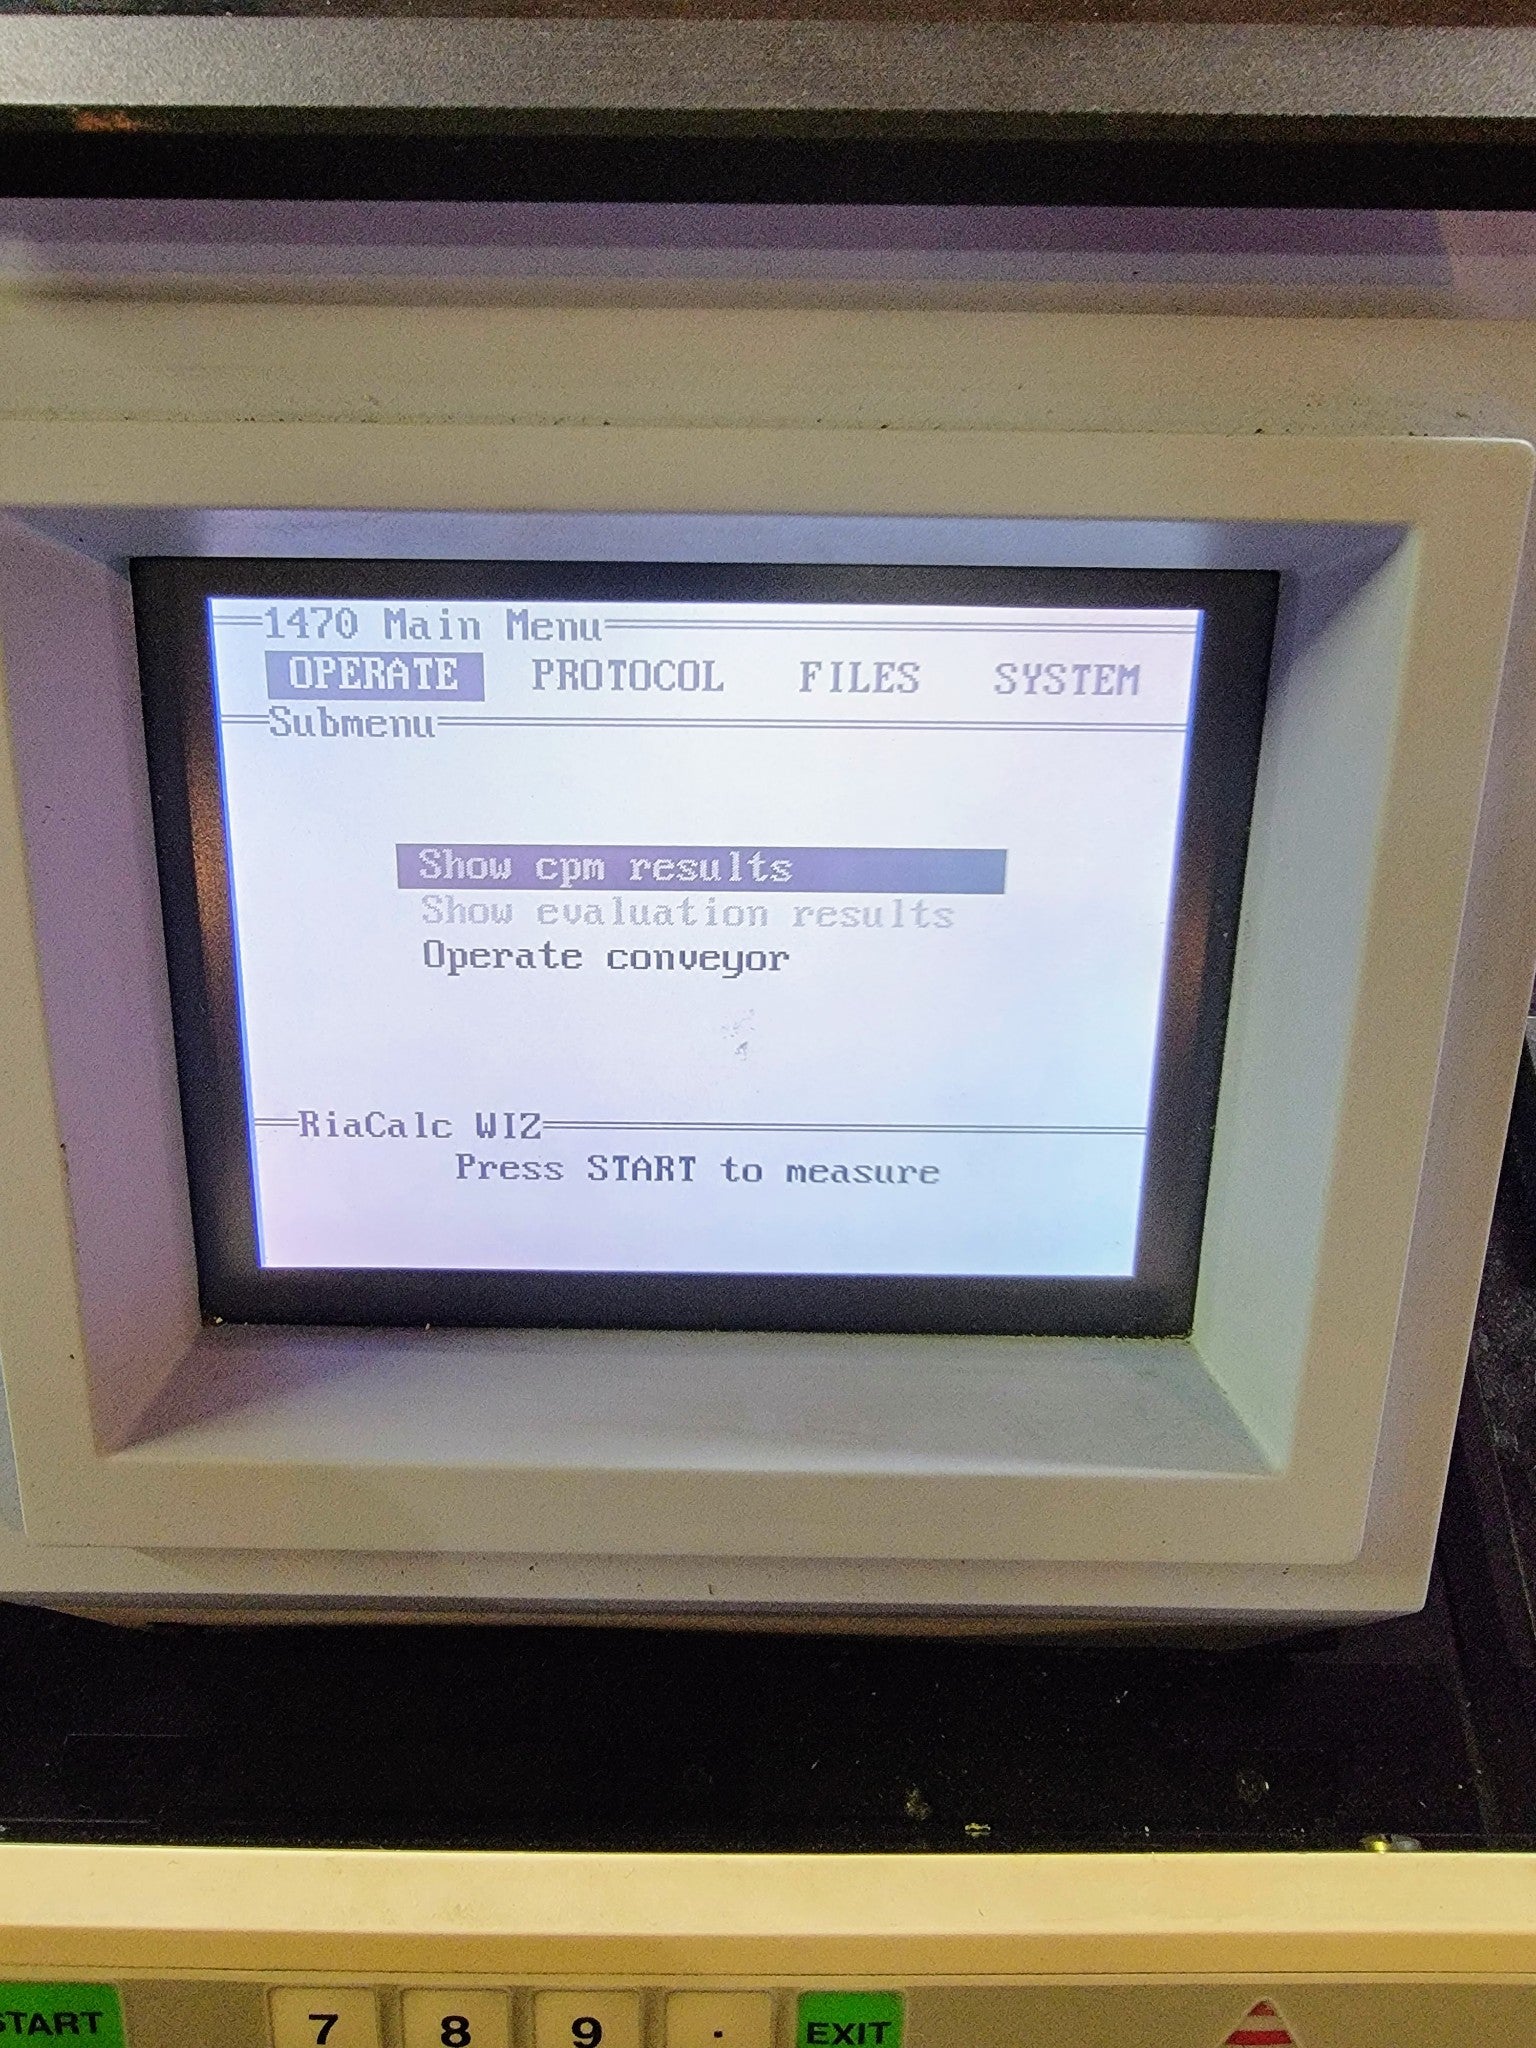 1470 Main Menu
OPERATE PROTOCOL FILES SYSTEM
Submenu
Show cpm results
Show evaluation results
Operate conveyor
RiaCalc WIZ
Press START to measure
START 7 8 9 . EXIT